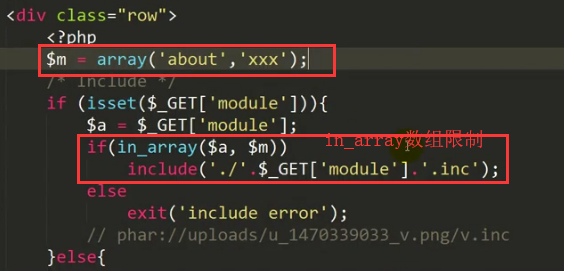 <div class="row">
<?php
$m = array('about','xxx');
/* Include */
if (isset($_GET['module'])){
$a = $_GET['module'];
in_array数组限制
if(in_array($a, $m))
include('./'.$_GET['module'].'.inc');
else
exit('include error');
// phar://uploads/u_1470339033_v.png/v.inc
}else{